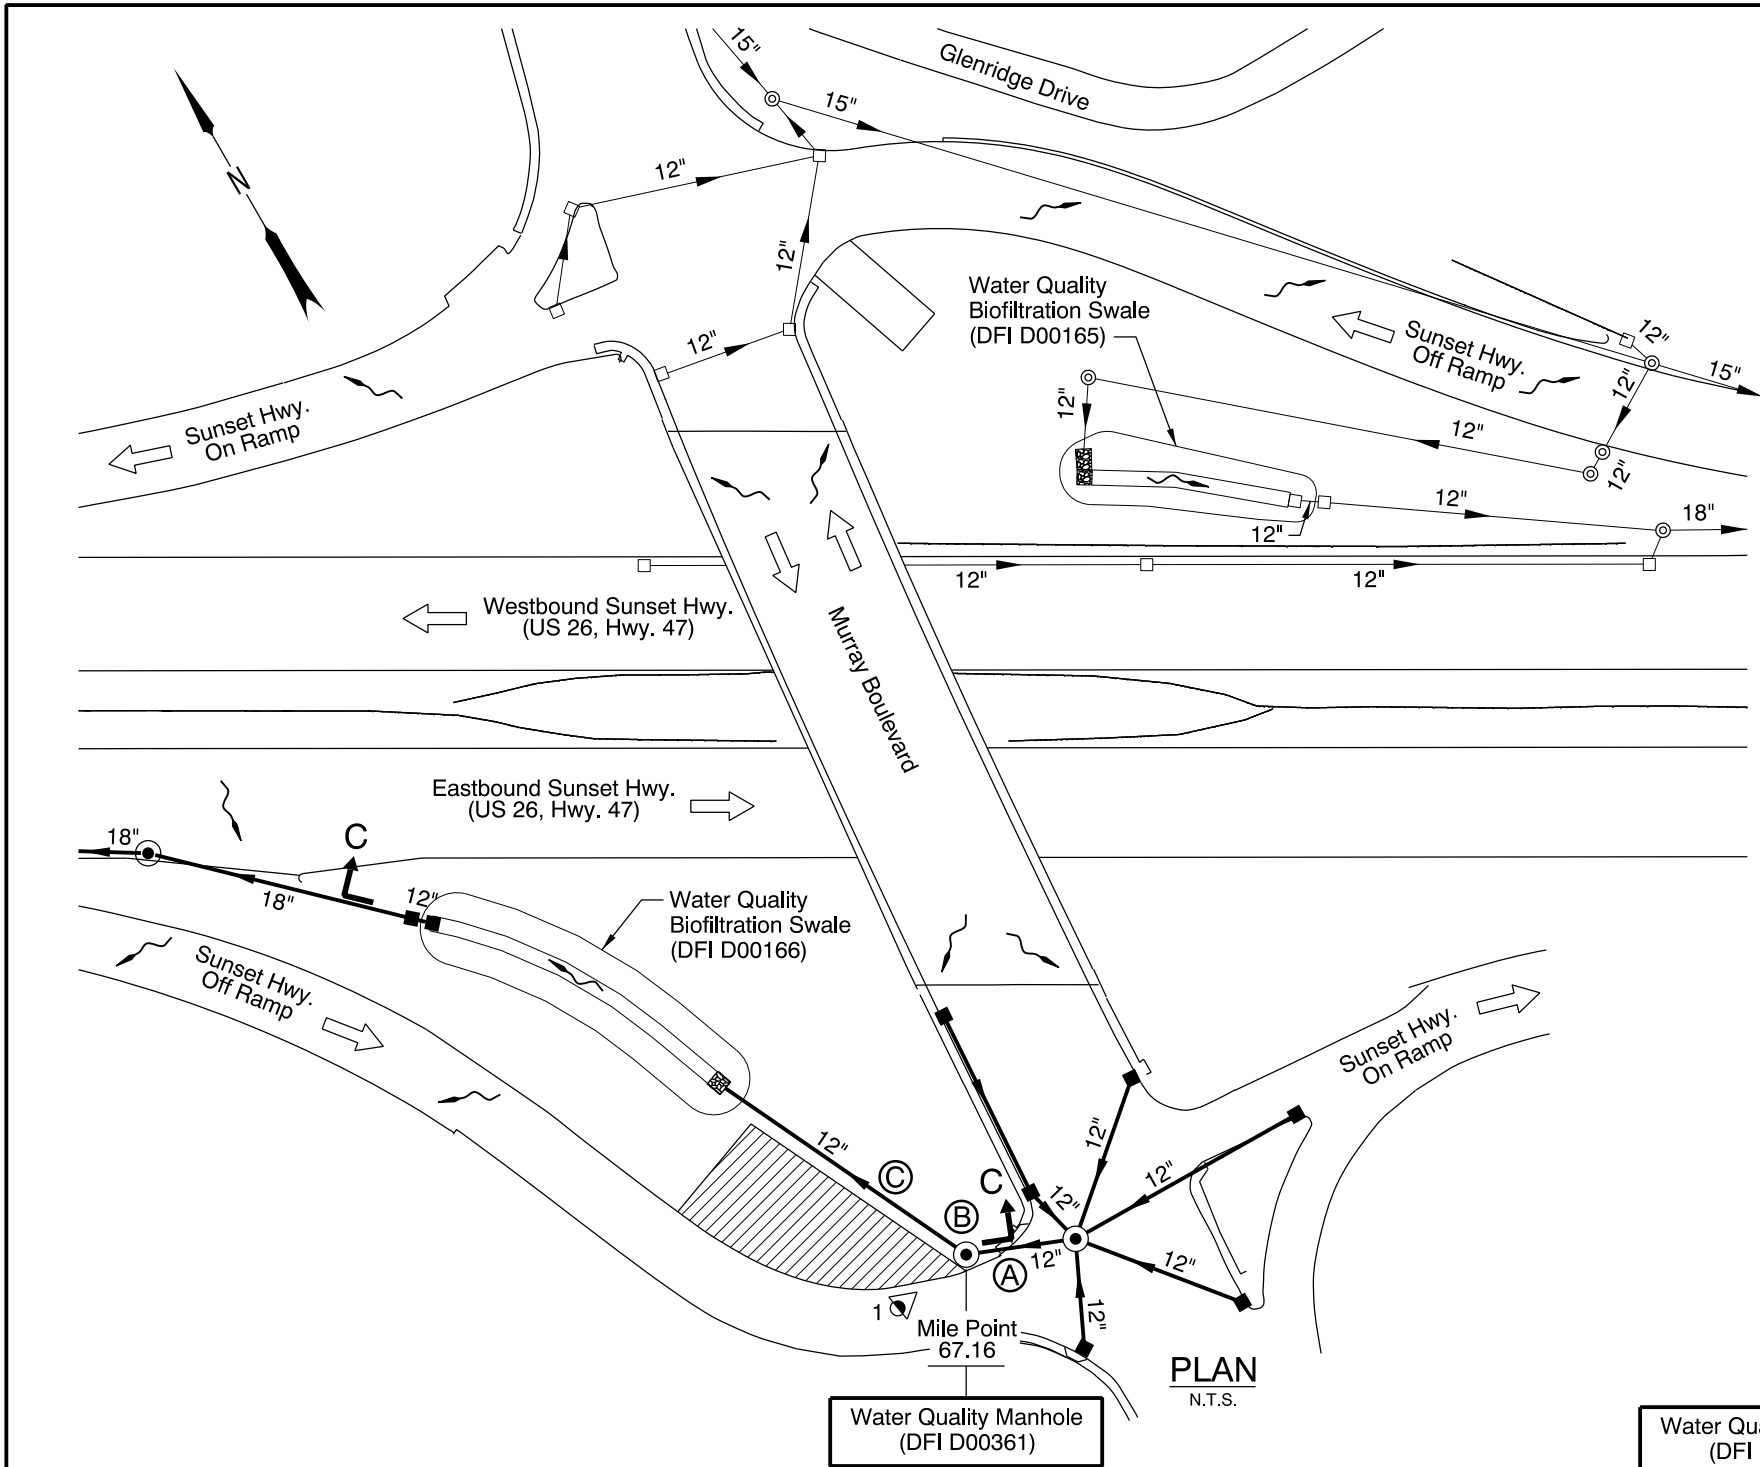 15"
Glenridge Drive
15"
N
12"
12"
12"
Water Quality
Biofiltration Swale
(DFI D00165)
Sunset Hwy.
Off Ramp
12"
15"
12"
12"
12"
12"
Sunset Hwy.
On Ramp
12"
12"
18"
12"
12"
Westbound Sunset Hwy.
(US 26, Hwy. 47)
Murray Boulevard
Eastbound Sunset Hwy.
(US 26, Hwy. 47)
18"
C
18"
12"
Water Quality
Biofiltration Swale
(DFI D00166)
Sunset Hwy.
Off Ramp
Sunset Hwy.
On Ramp
12"
12"
12"
C
C
12"
B
12"
A
12"
12"
1
Mile Point
67.16
PLAN
N.T.S.
Water Quality Manhole
(DFI D00361)
Water Qua
(DFI